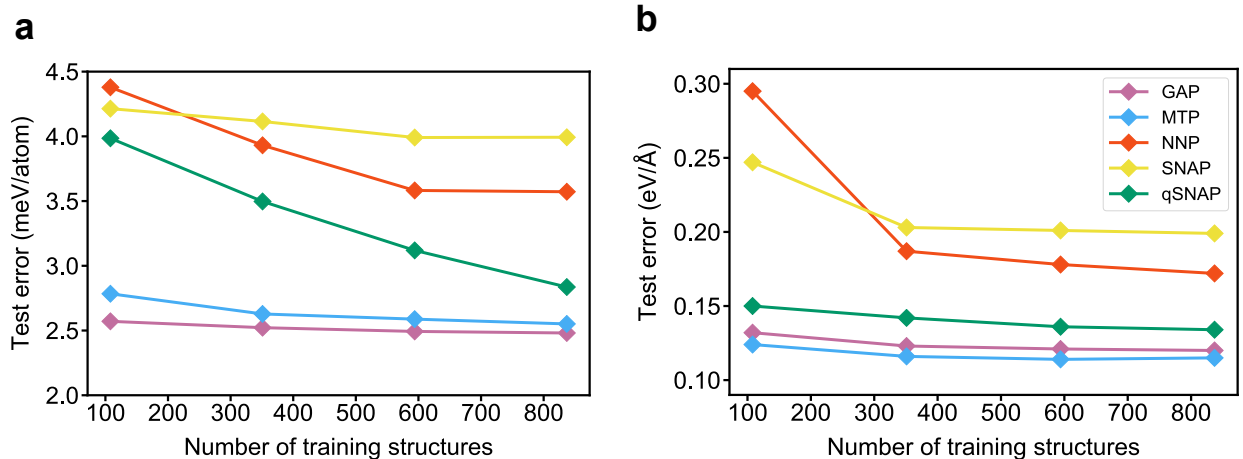 a
4.5
4.0
3.5
3.0
2.5
2.0
Test error (meV/atom)
100 200 300 400 500 600 700 800
Number of training structures
b
0.30
0.25
0.20
0.15
0.10
Test error (eV/Å)
100 200 300 400 500 600 700 800
Number of training structures
GAP
MTP
NNP
SNAP
qSNAP